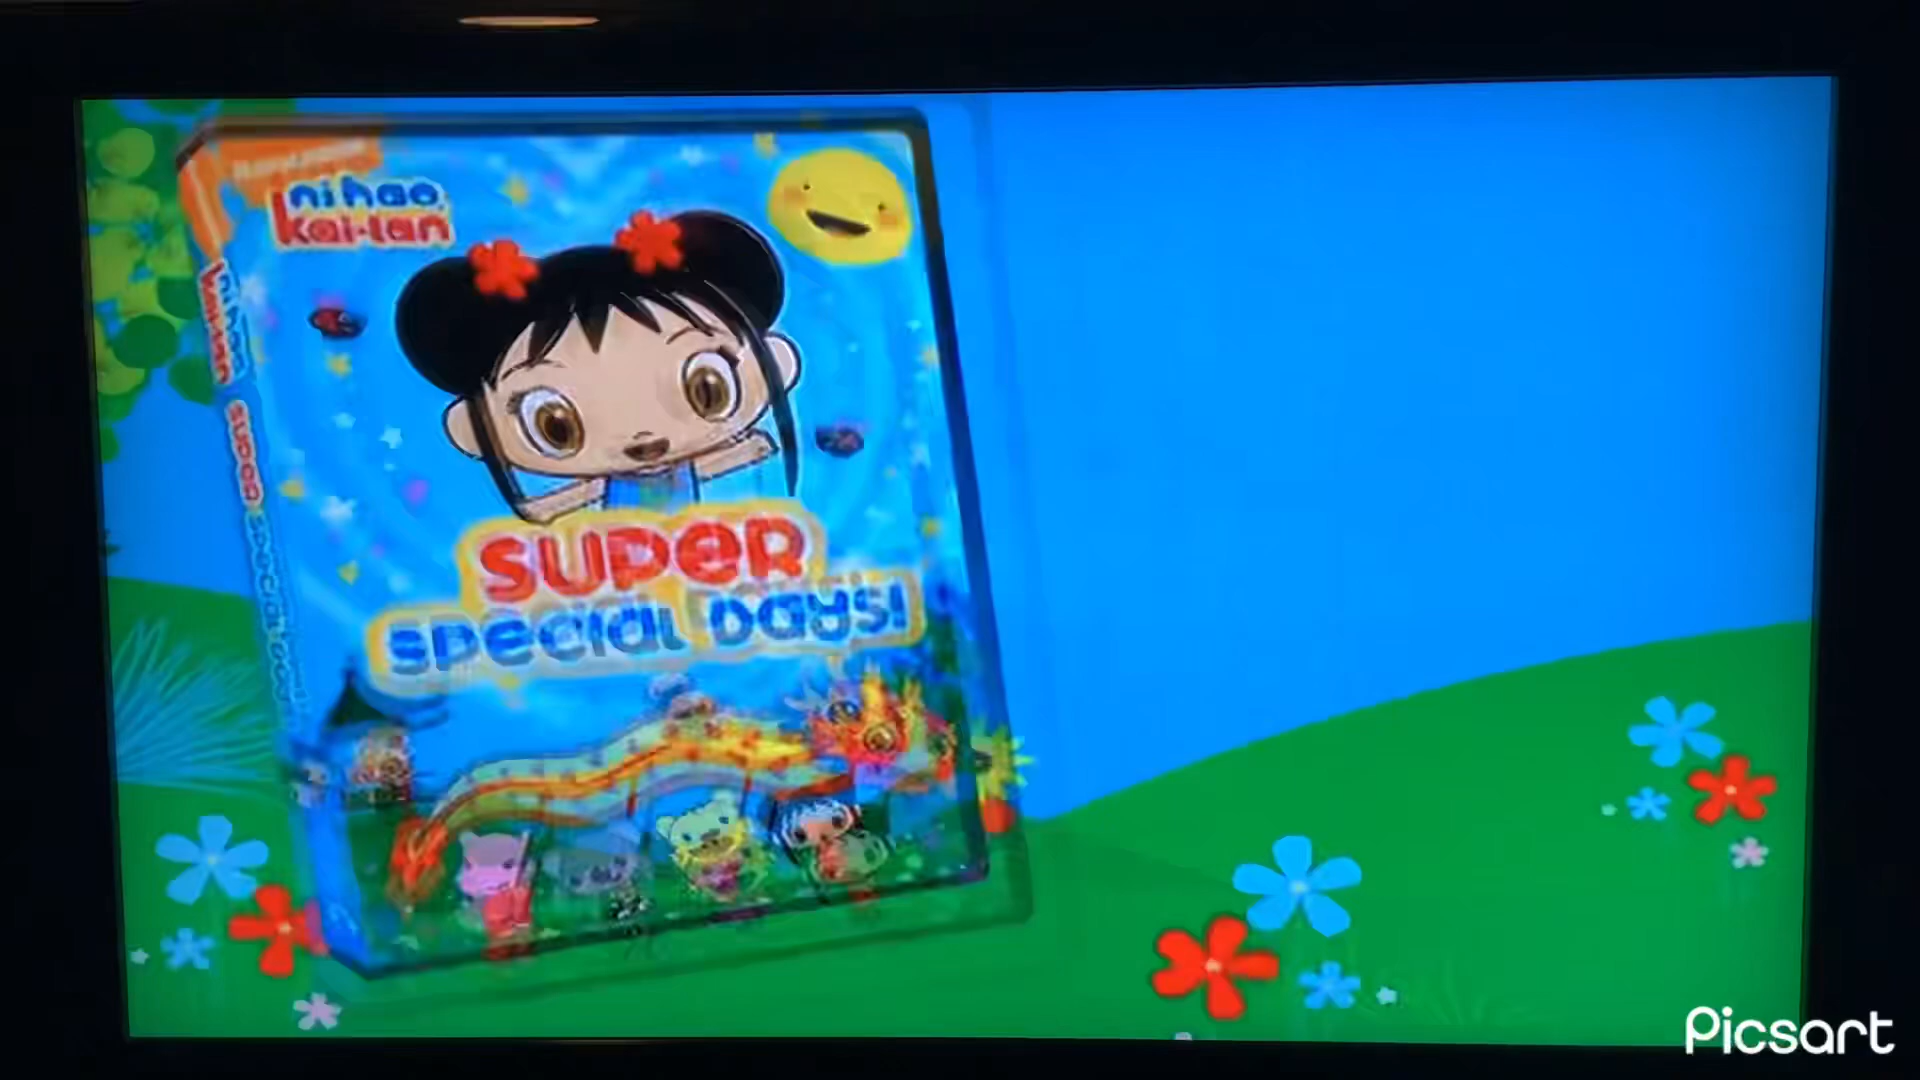 ni hao,
kai-lan
SUPER
SPECIAL DAYS!
Picsart